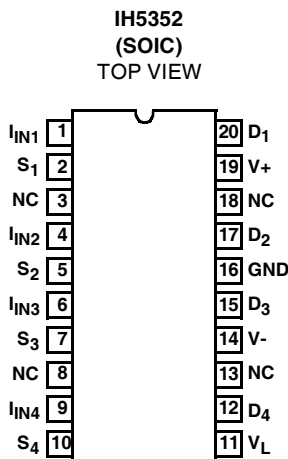 IH5352
(SOIC)
TOP VIEW
IIN1 1 20 D1
S1 2 19 V+
NC 3 18 NC
IIN2 4 17 D2
S2 5 16 GND
IIN3 6 15 D3
S3 7 14 V-
NC 8 13 NC
IIN4 9 12 D4
S4 10 11 VL